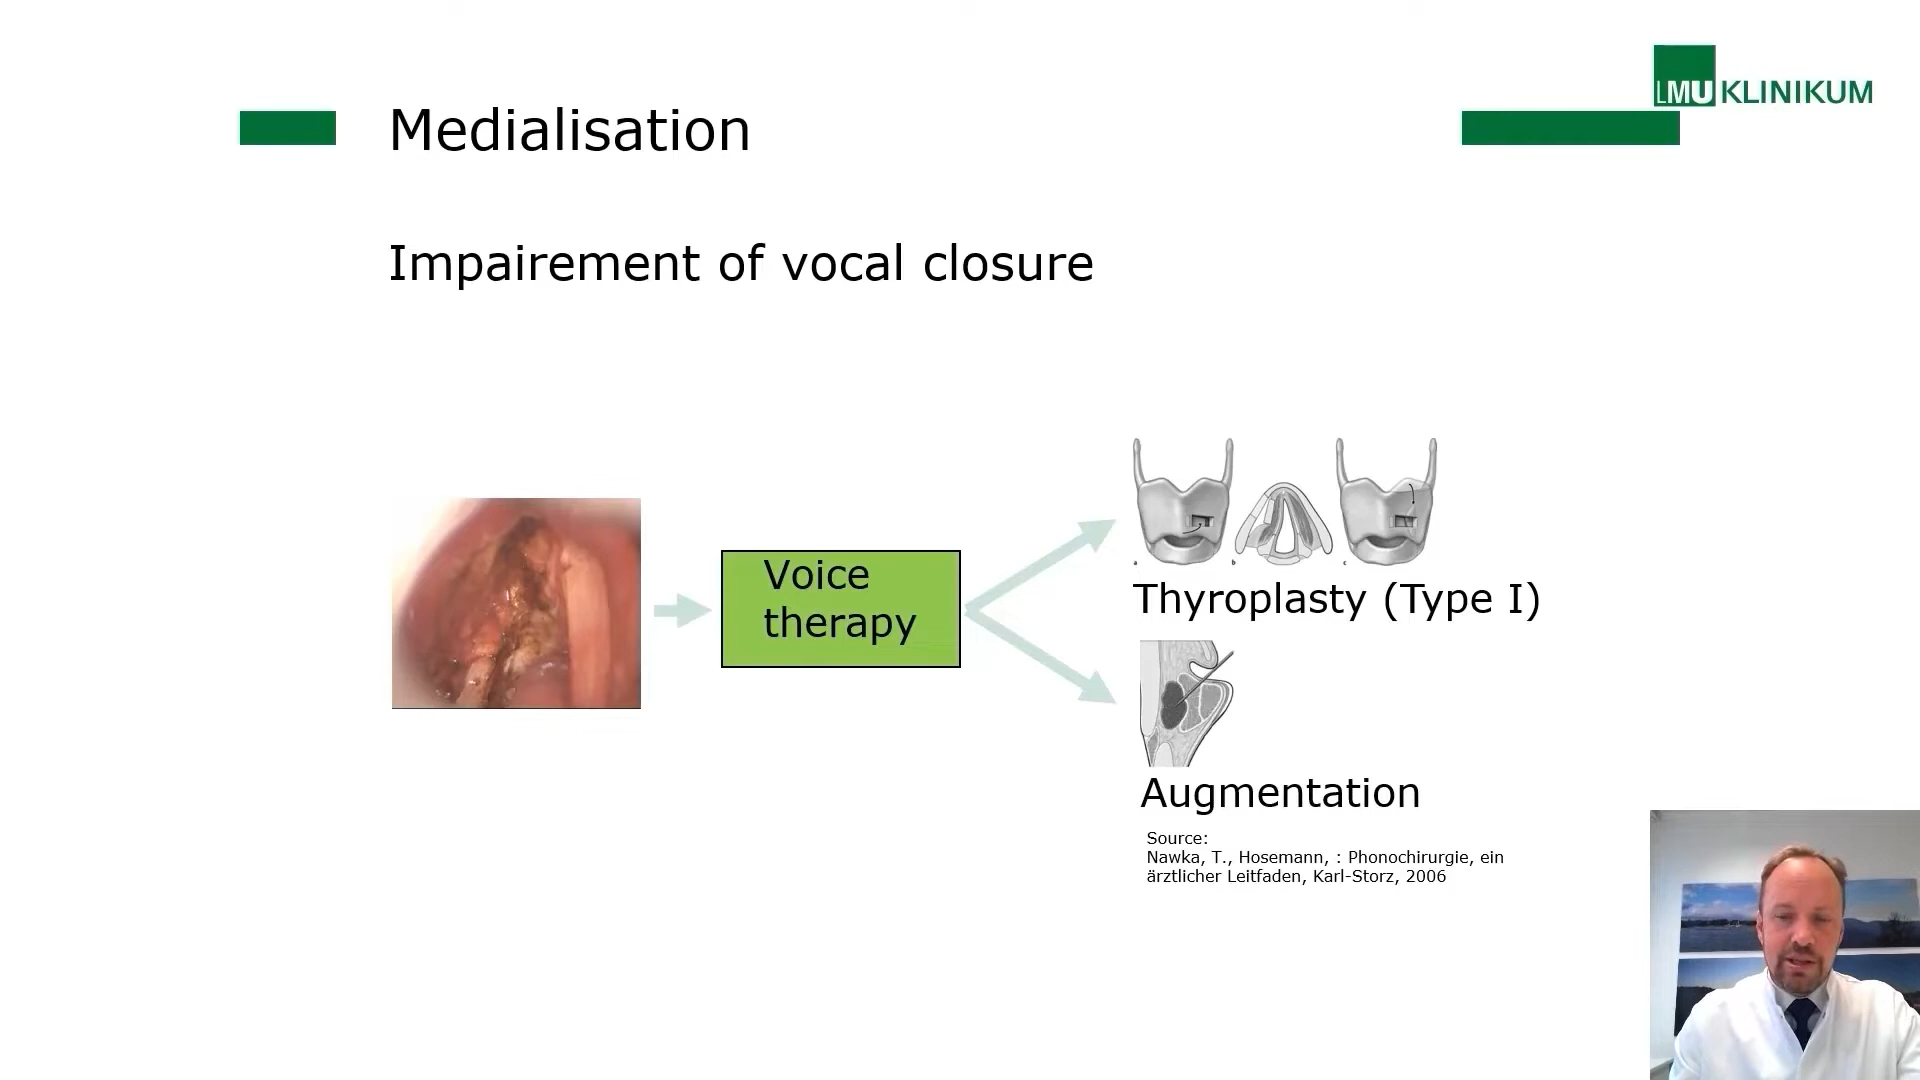 LMU KLINIKUM
Medialisation
Impairement of vocal closure
Voice
therapy
a
b
c
Thyroplasty (Type I)
Augmentation
Source:
Nawka, T., Hosemann, : Phonochirurgie, ein
ärztlicher Leitfaden, Karl-Storz, 2006